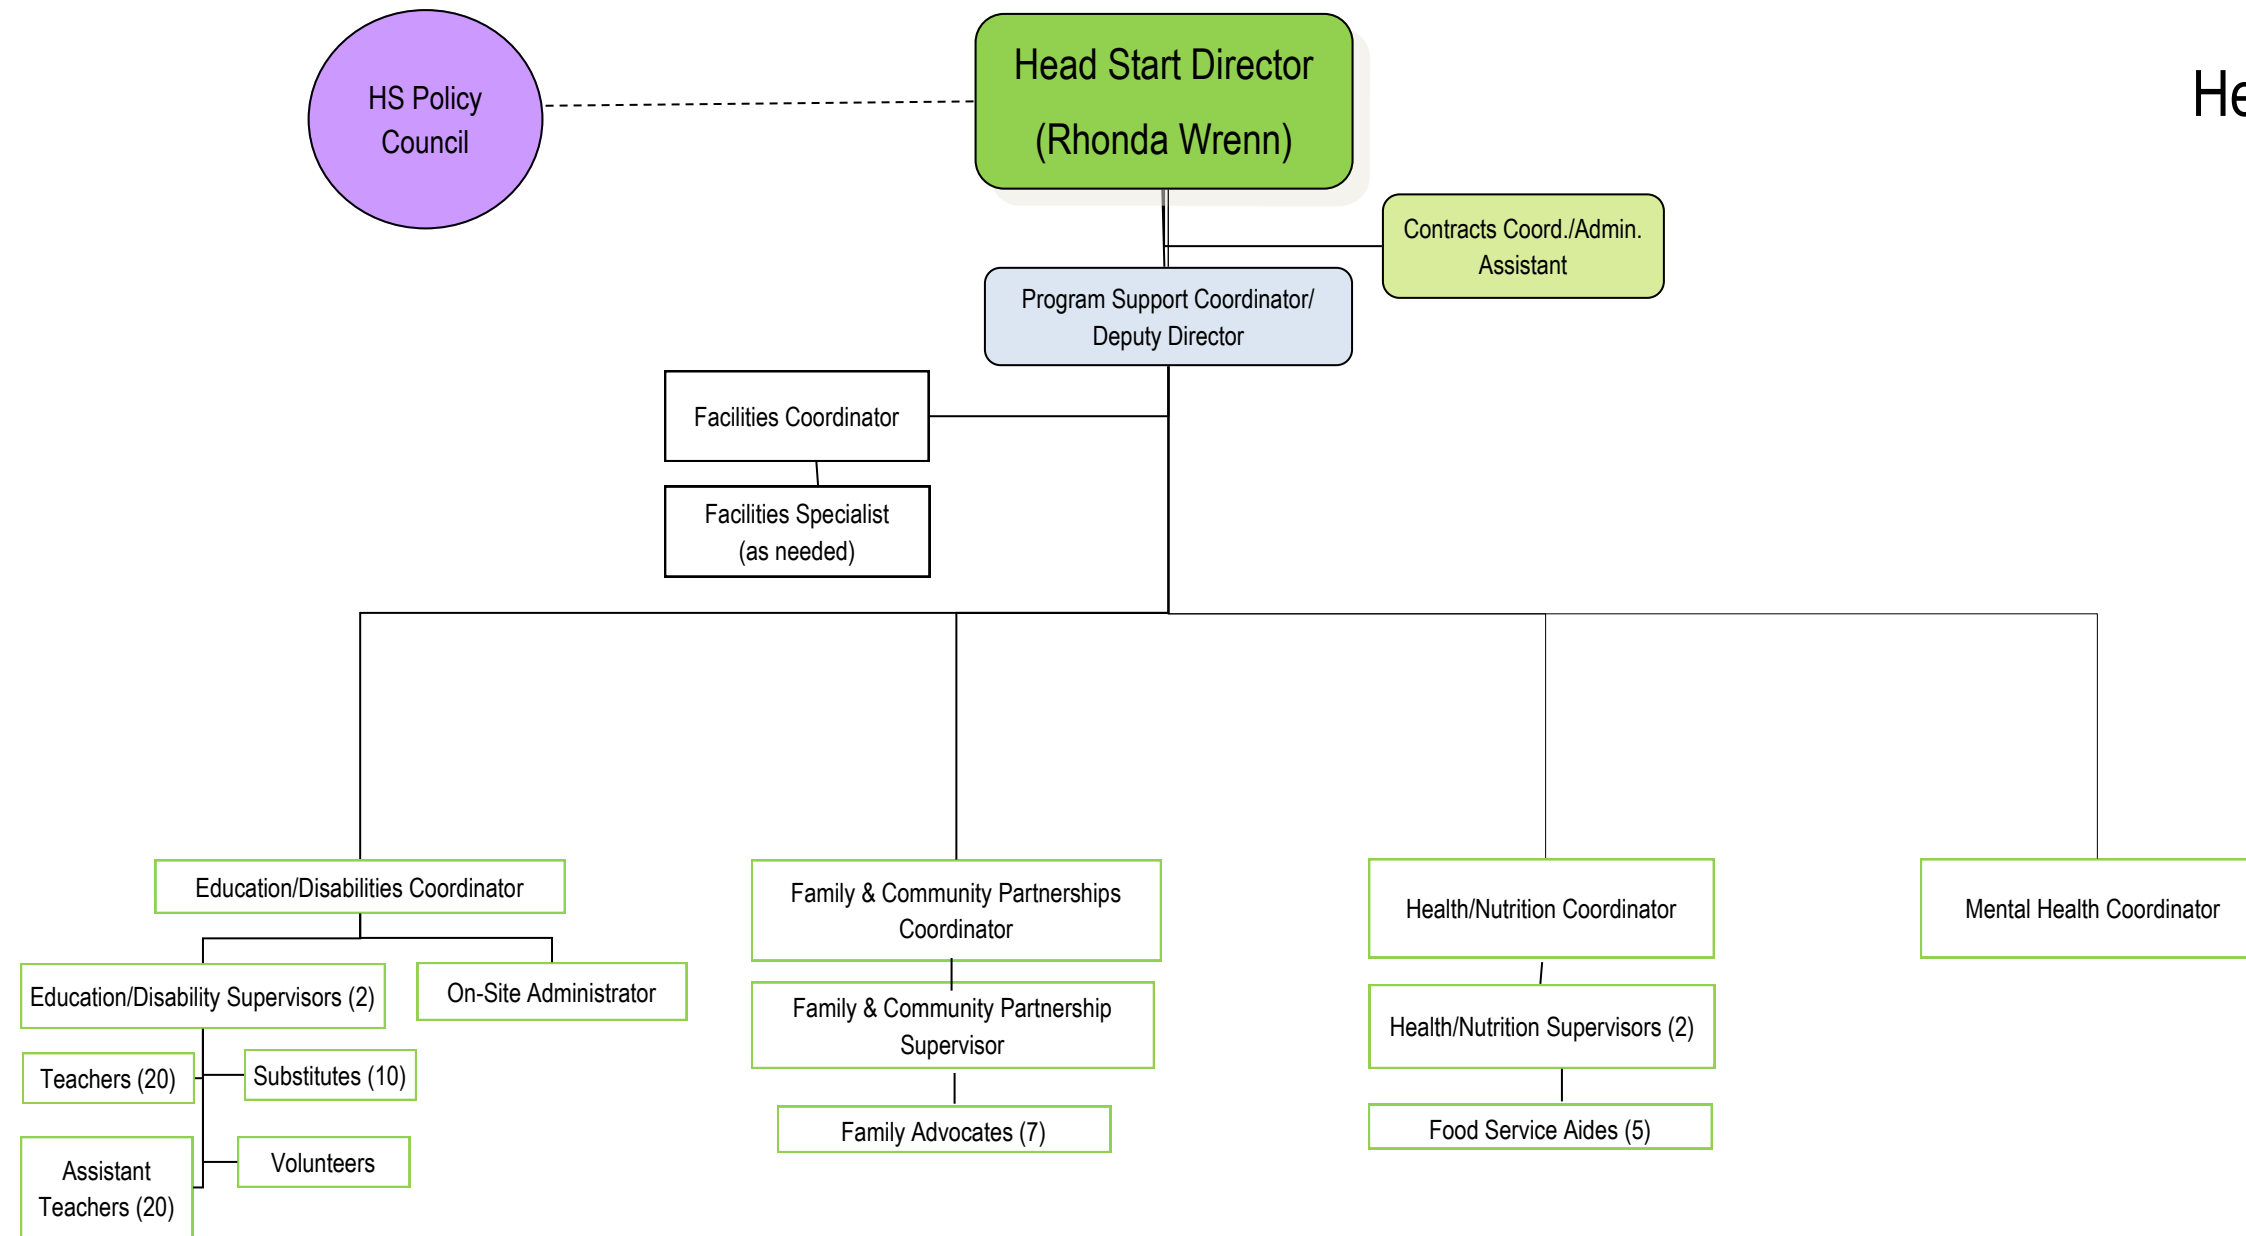 HS Policy
Council
Head Start Director
(Rhonda Wrenn)
He
Contracts Coord./Admin.
Assistant
Program Support Coordinator/
Deputy Director
Facilities Coordinator
Facilities Specialist
(as needed)
Education/Disabilities Coordinator
Family & Community Partnerships
Coordinator
Health/Nutrition Coordinator
Mental Health Coordinator
Education/Disability Supervisors (2)
On-Site Administrator
Family & Community Partnership
Supervisor
Health/Nutrition Supervisors (2)
Teachers (20)
Substitutes (10)
Family Advocates (7)
Food Service Aides (5)
Assistant
Teachers (20)
Volunteers